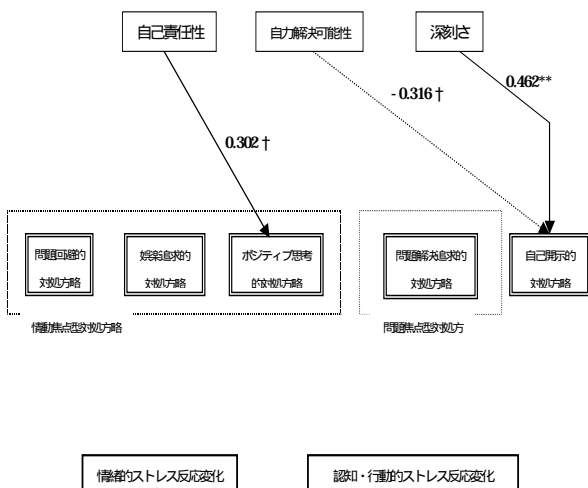 自己責任性
自力解決可能性
深刻さ
- 0.316 †
0.462**
0.302 †
問題回避的
対処方略
娯楽追求的
対処方略
ポジティブ思考
的対処方略
問題解決追求的
対処方略
自己開示的
対処方略
情動焦点型対処方略
問題焦点型対処方
情緒的ストレス反応変化
認知・行動的ストレス反応変化